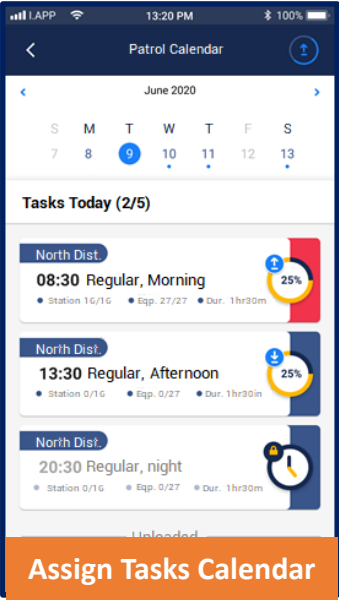 I.APP 13:20 PM 100%
Patrol Calendar
June 2020
S M T W T F S
7 8 9 10 11 12 13
Tasks Today (2/5)
North Dist.
08:30 Regular, Morning
25%
Station 16/16 Eqp. 27/27 Dur. 1hr30m
North Dist.
13:30 Regular, Afternoon
25%
Station 0/16 Eqp. 0/27 Dur. 1hr30in
North Dist.
20:30 Regular, night
Station 0/16 Eqp. 0/27 Dur. 1hr30m
Uploaded
Assign Tasks Calendar